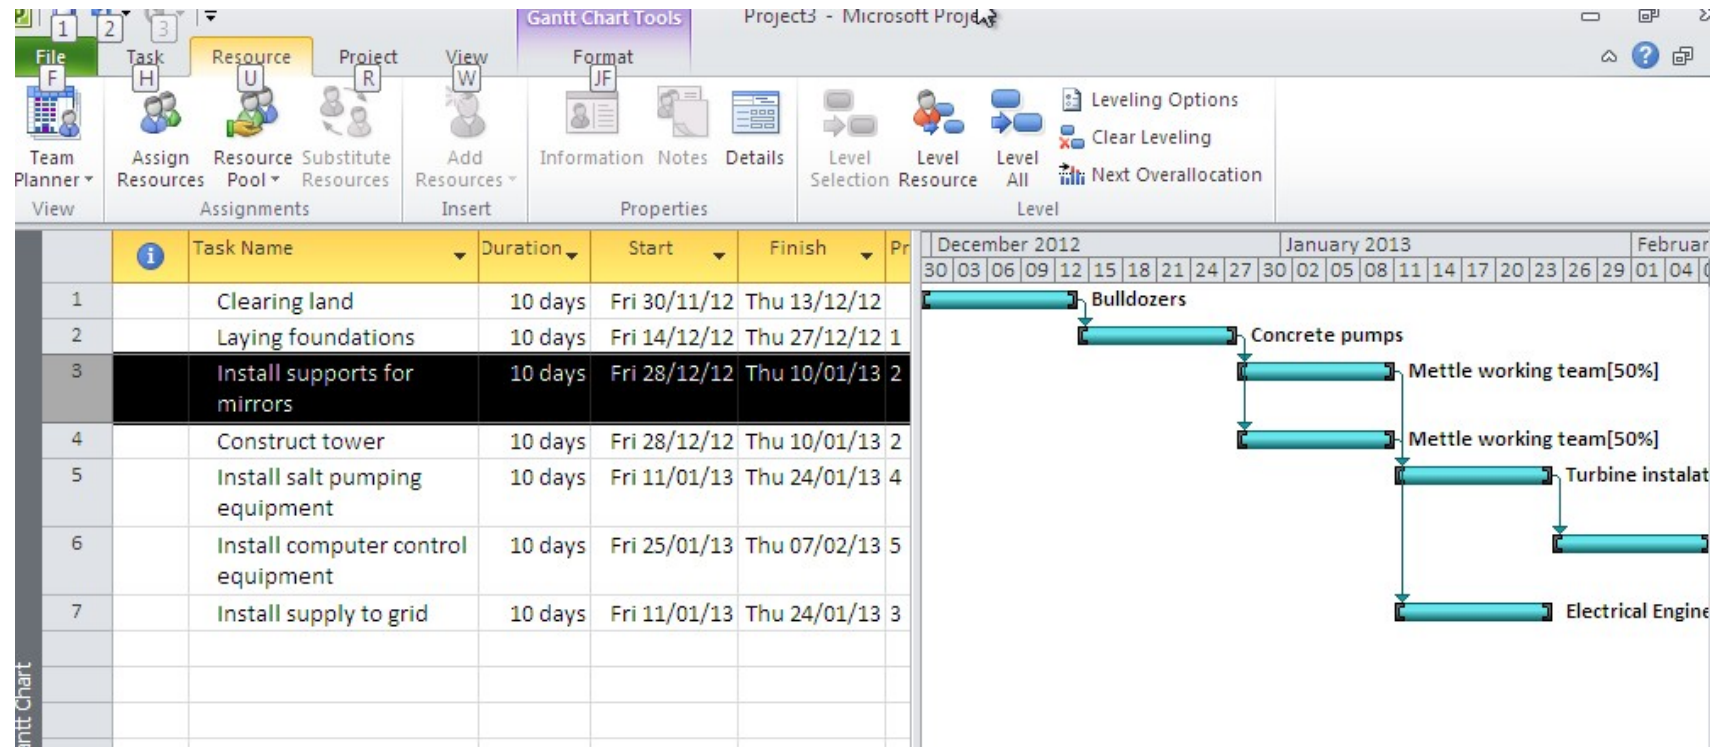 Gantt Chart Tools
Project3 - Microsoft Project
1 2 3
File Task Resource Project View Format
F H U R W JF
Team Planner
Assign Resources
Resource Pool
Substitute Resources
Add Resources
Information
Notes
Details
Level Selection
Level Resource
Level All
Leveling Options
Clear Leveling
Next Overallocation
View Assignments Insert Properties Level
Task Name Duration Start Finish Pr
December 2012 January 2013 Februar
30 03 06 09 12 15 18 21 24 27 30 02 05 08 11 14 17 20 23 26 29 01 04
1 Clearing land 10 days Fri 30/11/12 Thu 13/12/12
Bulldozers
2 Laying foundations 10 days Fri 14/12/12 Thu 27/12/12 1
Concrete pumps
3 Install supports for mirrors 10 days Fri 28/12/12 Thu 10/01/13 2
Mettle working team[50%]
4 Construct tower 10 days Fri 28/12/12 Thu 10/01/13 2
Mettle working team[50%]
5 Install salt pumping equipment 10 days Fri 11/01/13 Thu 24/01/13 4
Turbine instalat
6 Install computer control equipment 10 days Fri 25/01/13 Thu 07/02/13 5
7 Install supply to grid 10 days Fri 11/01/13 Thu 24/01/13 3
Electrical Engine
antt Chart